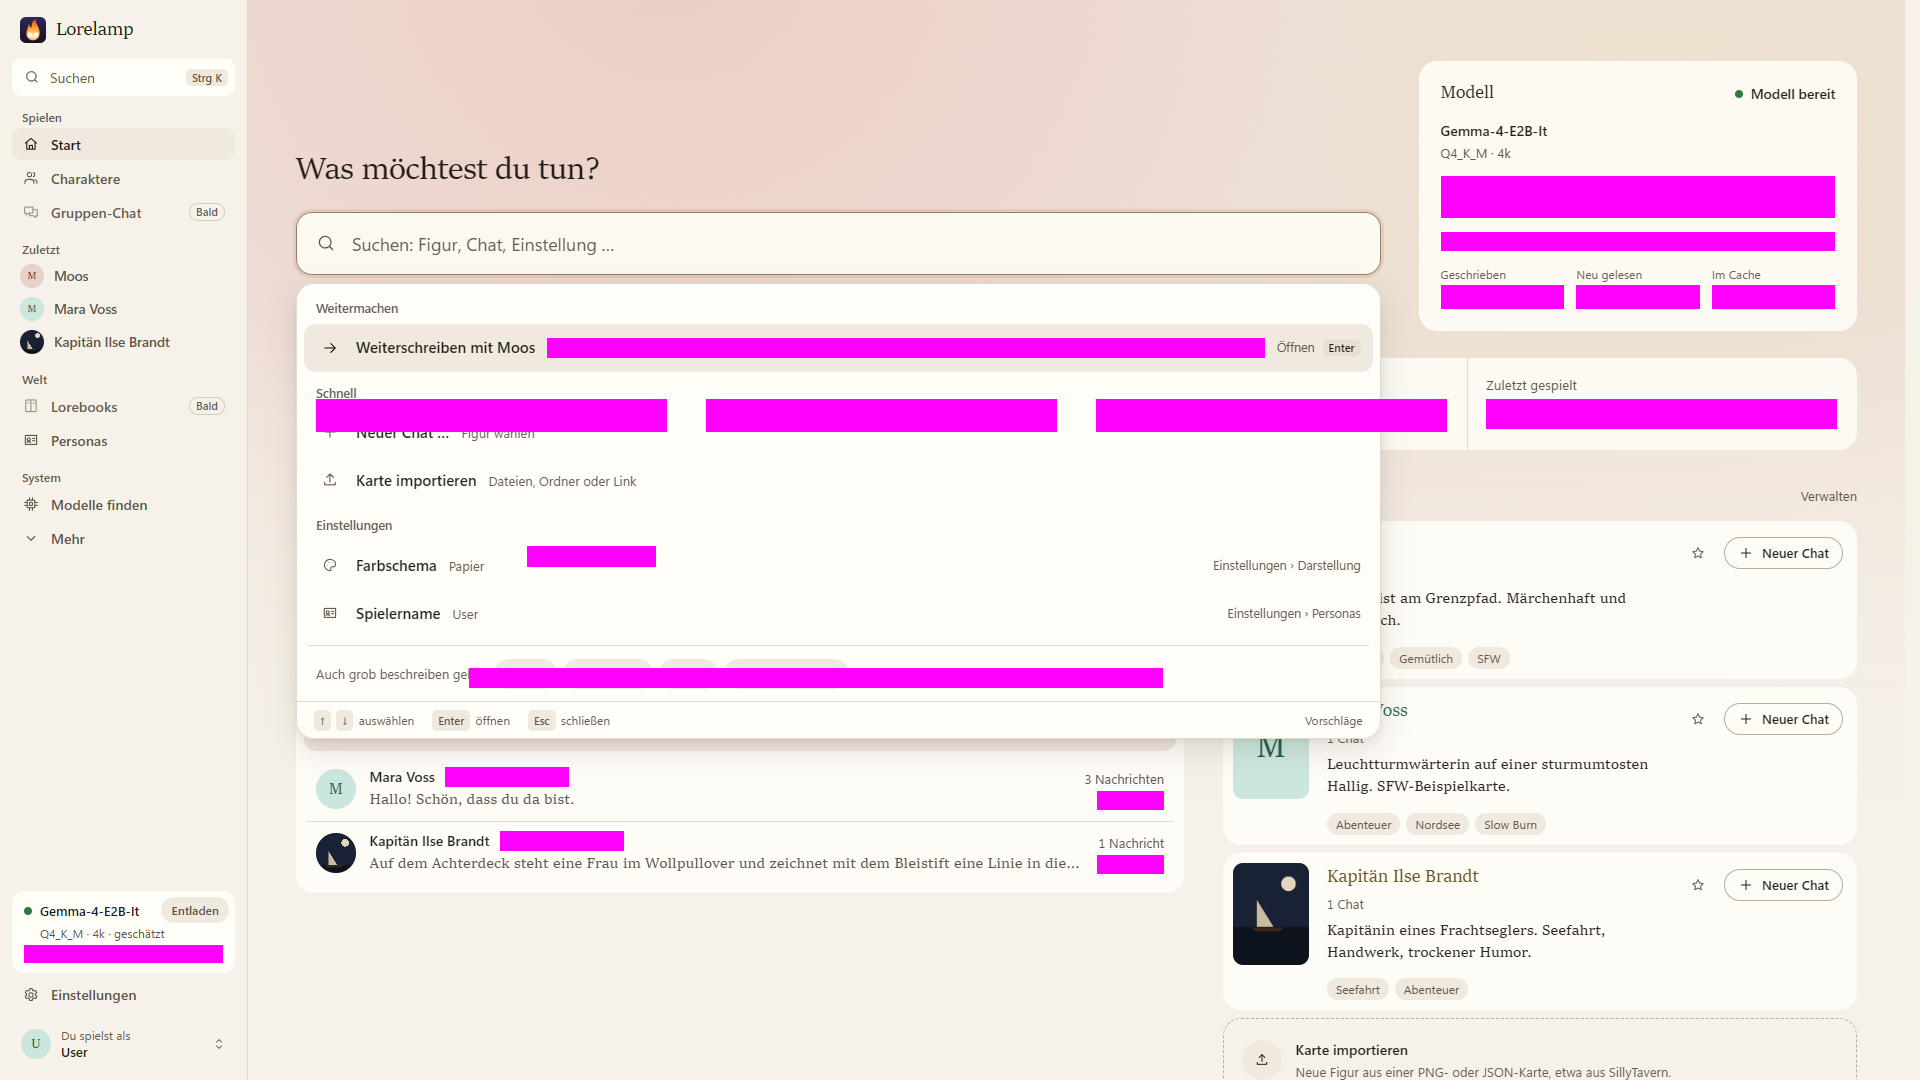 Lorelamp
Suchen
Strg K
Spielen
Start
Charaktere
Gruppen-Chat
Bald
Zuletzt
M
Moos
M
Mara Voss
Kapitän Ilse Brandt
Welt
Lorebooks
Bald
Personas
System
Modelle finden
Mehr
Gemma-4-E2B-It
Entladen
Q4_K_M · 4k · geschätzt
Einstellungen
U
Du spielst als
User
Was möchtest du tun?
Suchen: Figur, Chat, Einstellung ...
Weitermachen
Weiterschreiben mit Moos
Öffnen
Enter
Schnell
Neuer Chat ... Figur wählen
Karte importieren Dateien, Ordner oder Link
Einstellungen
Farbschema Papier
Einstellungen › Darstellung
Spielername User
Einstellungen › Personas
Auch grob beschreiben
↑ ↓ auswählen Enter öffnen Esc schließen
Vorschläge
M
Mara Voss
3 Nachrichten
Hallo! Schön, dass du da bist.
Kapitän Ilse Brandt
1 Nachricht
Auf dem Achterdeck steht eine Frau im Wollpullover und zeichnet mit dem Bleistift eine Linie in die...
Modell
Modell bereit
Gemma-4-E2B-It
Q4_K_M · 4k
Geschrieben
Neu gelesen
Im Cache
Zuletzt gespielt
Verwalten
Neuer Chat
ist am Grenzpfad. Märchenhaft und
Gemütlich
SFW
Voss
Neuer Chat
1 Chat
M
Leuchtturmwärterin auf einer sturmumtosten
Hallig. SFW-Beispielkarte.
Abenteuer
Nordsee
Slow Burn
Kapitän Ilse Brandt
Neuer Chat
1 Chat
Kapitänin eines Frachtseglers. Seefahrt,
Handwerk, trockener Humor.
Seefahrt
Abenteuer
Karte importieren
Neue Figur aus einer PNG- oder JSON-Karte, etwa aus SillyTavern.